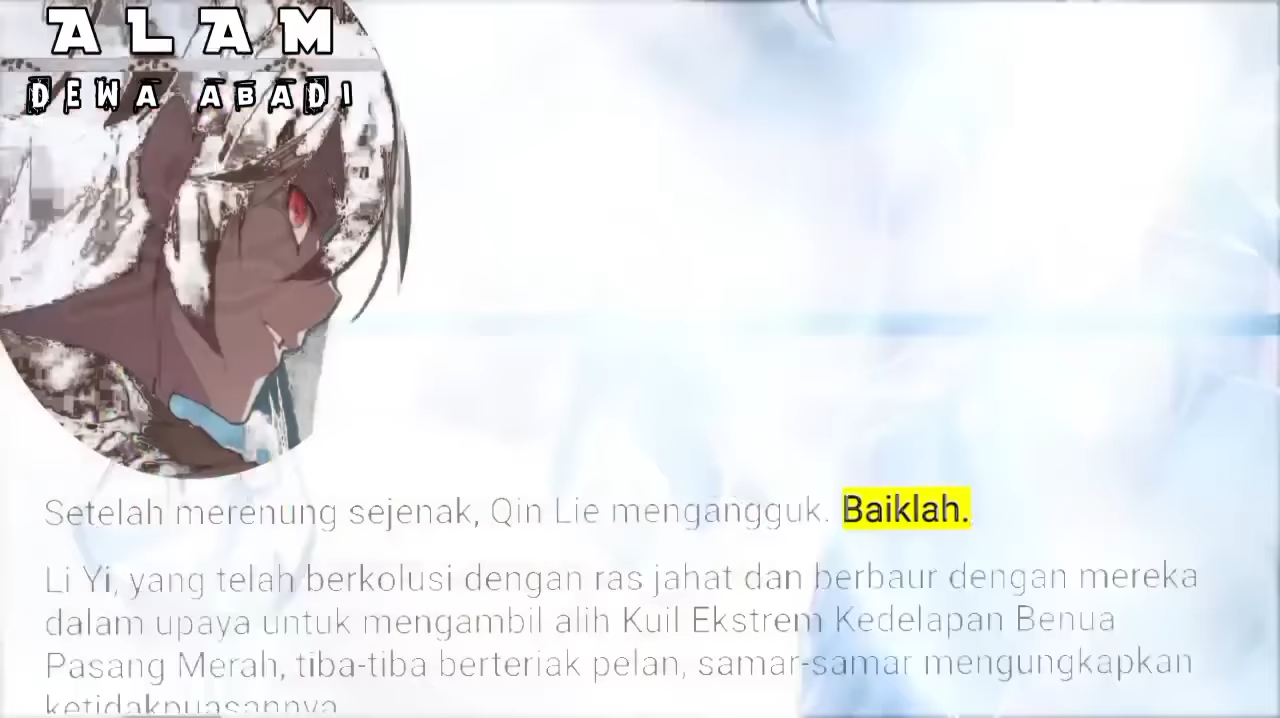 ALAM
DEWA ABADI
Setelah merenung sejenak, Qin Lie mengangguk. Baiklah.
Li Yi, yang telah berkolusi dengan ras jahat dan berbaur dengan mereka
dalam upaya untuk mengambil alih Kuil Ekstrem Kedelapan Benua
Pasang Merah, tiba-tiba berteriak pelan, samar-samar mengungkapkan
ketidakpuasannya